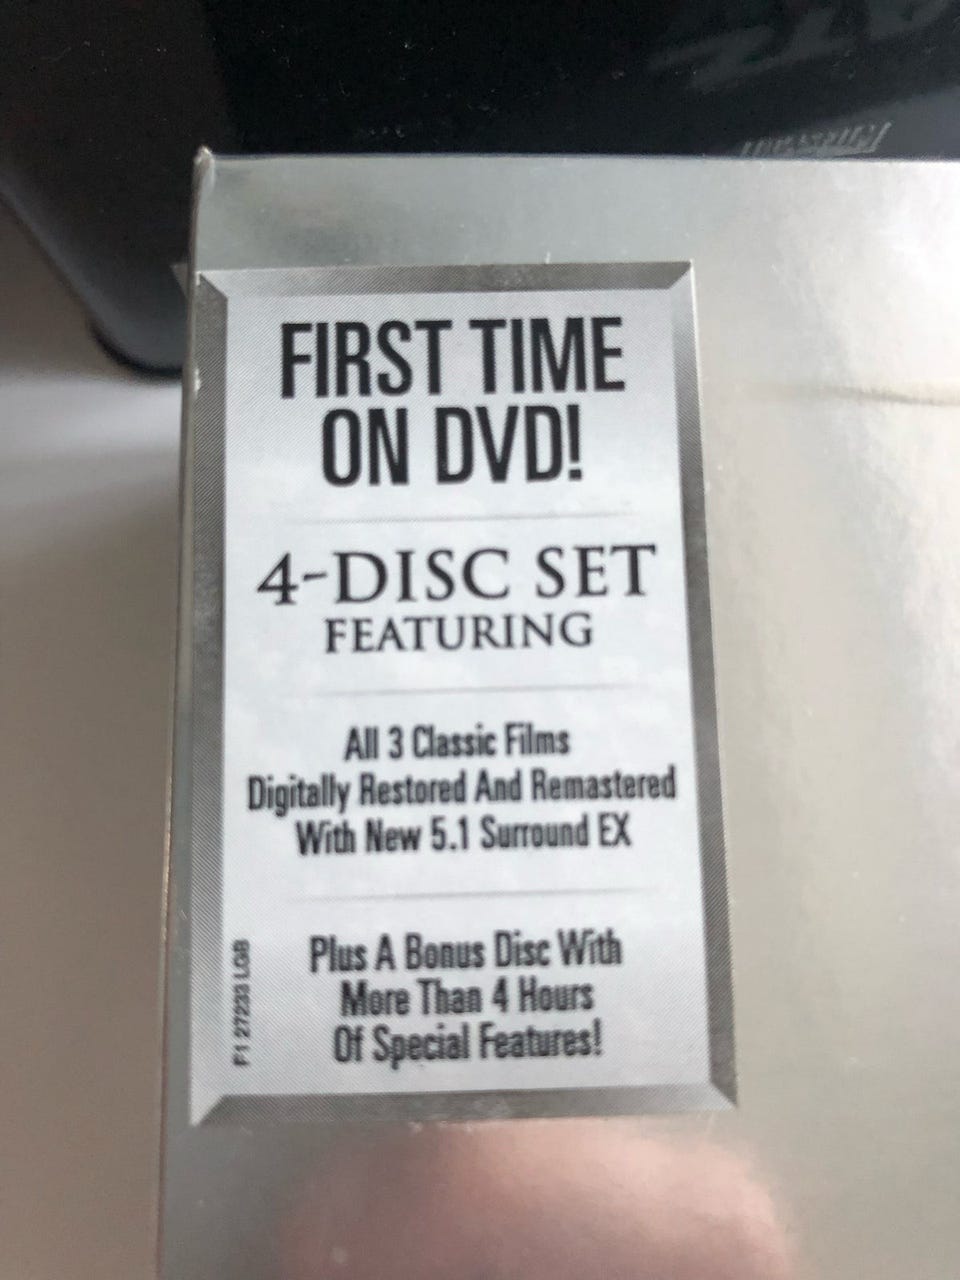 FIRST TIME
ON DVD!
4-DISC SET
FEATURING
All 3 Classic Films
Digitally Restored And Remastered
With New 5.1 Surround EX
Plus A Bonus Disc With
More Than 4 Hours
Of Special Features!
F1 27233 LGB